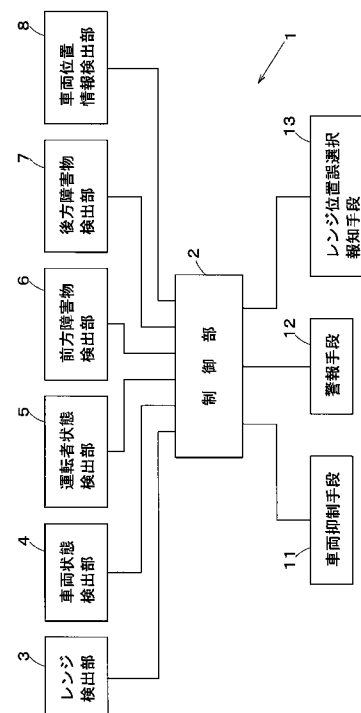 3
レンジ
検出部
4
車両状態
検出部
5
運転者状態
検出部
6
前方障害物
検出部
7
後方障害物
検出部
8
車両位置
情報検出部
1
2
制御部
11
車両抑制手段
12
警報手段
13
レンジ位置誤選択
報知手段